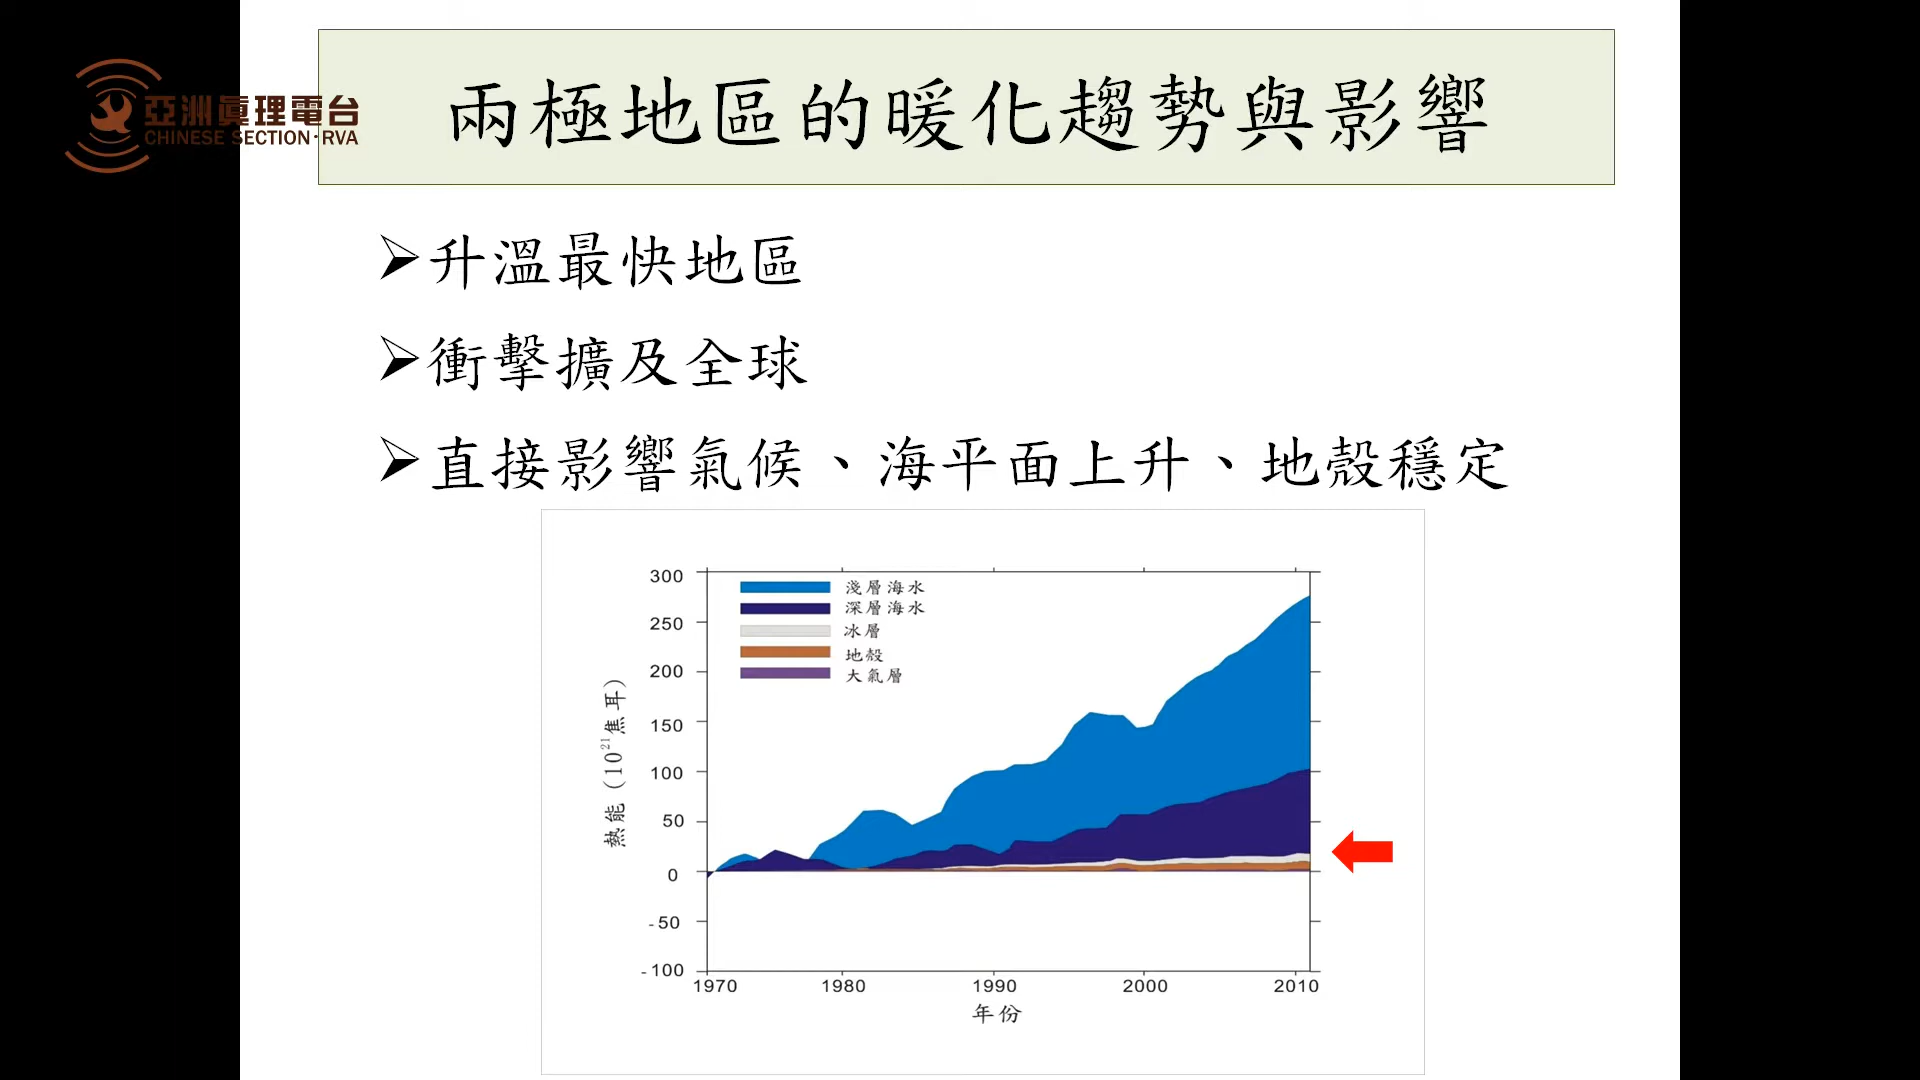 亞洲眞理電台
CHINESE SECTION·RVA
兩極地區的暖化趨勢與影響
升溫最快地區
衝擊擴及全球
直接影響氣候、海平面上升、地殼穩定
淺層海水
深層海水
冰層
地殼
大氣層
熱能（10²¹焦耳）
300
250
200
150
100
50
0
-50
-100
1970 1980 1990 2000 2010
年份